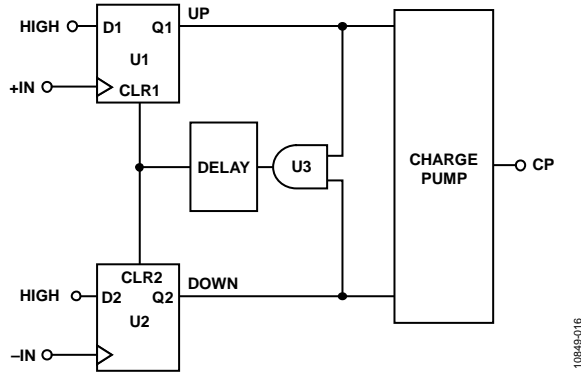 UP
HIGH
D1
Q1
U1
+IN
CLR1
DELAY
U3
CHARGE
PUMP
CP
CLR2
DOWN
HIGH
D2
Q2
U2
–IN
10849-016